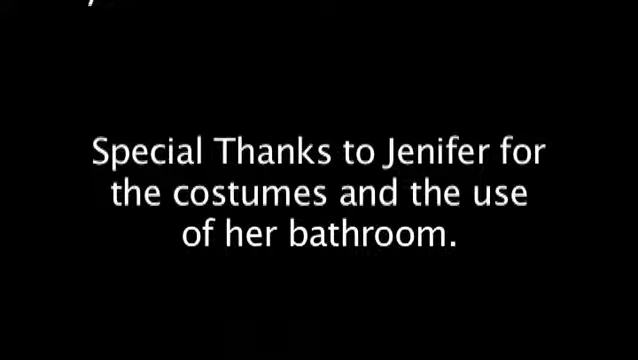 Special Thanks to Jenifer for
the costumes and the use
of her bathroom.